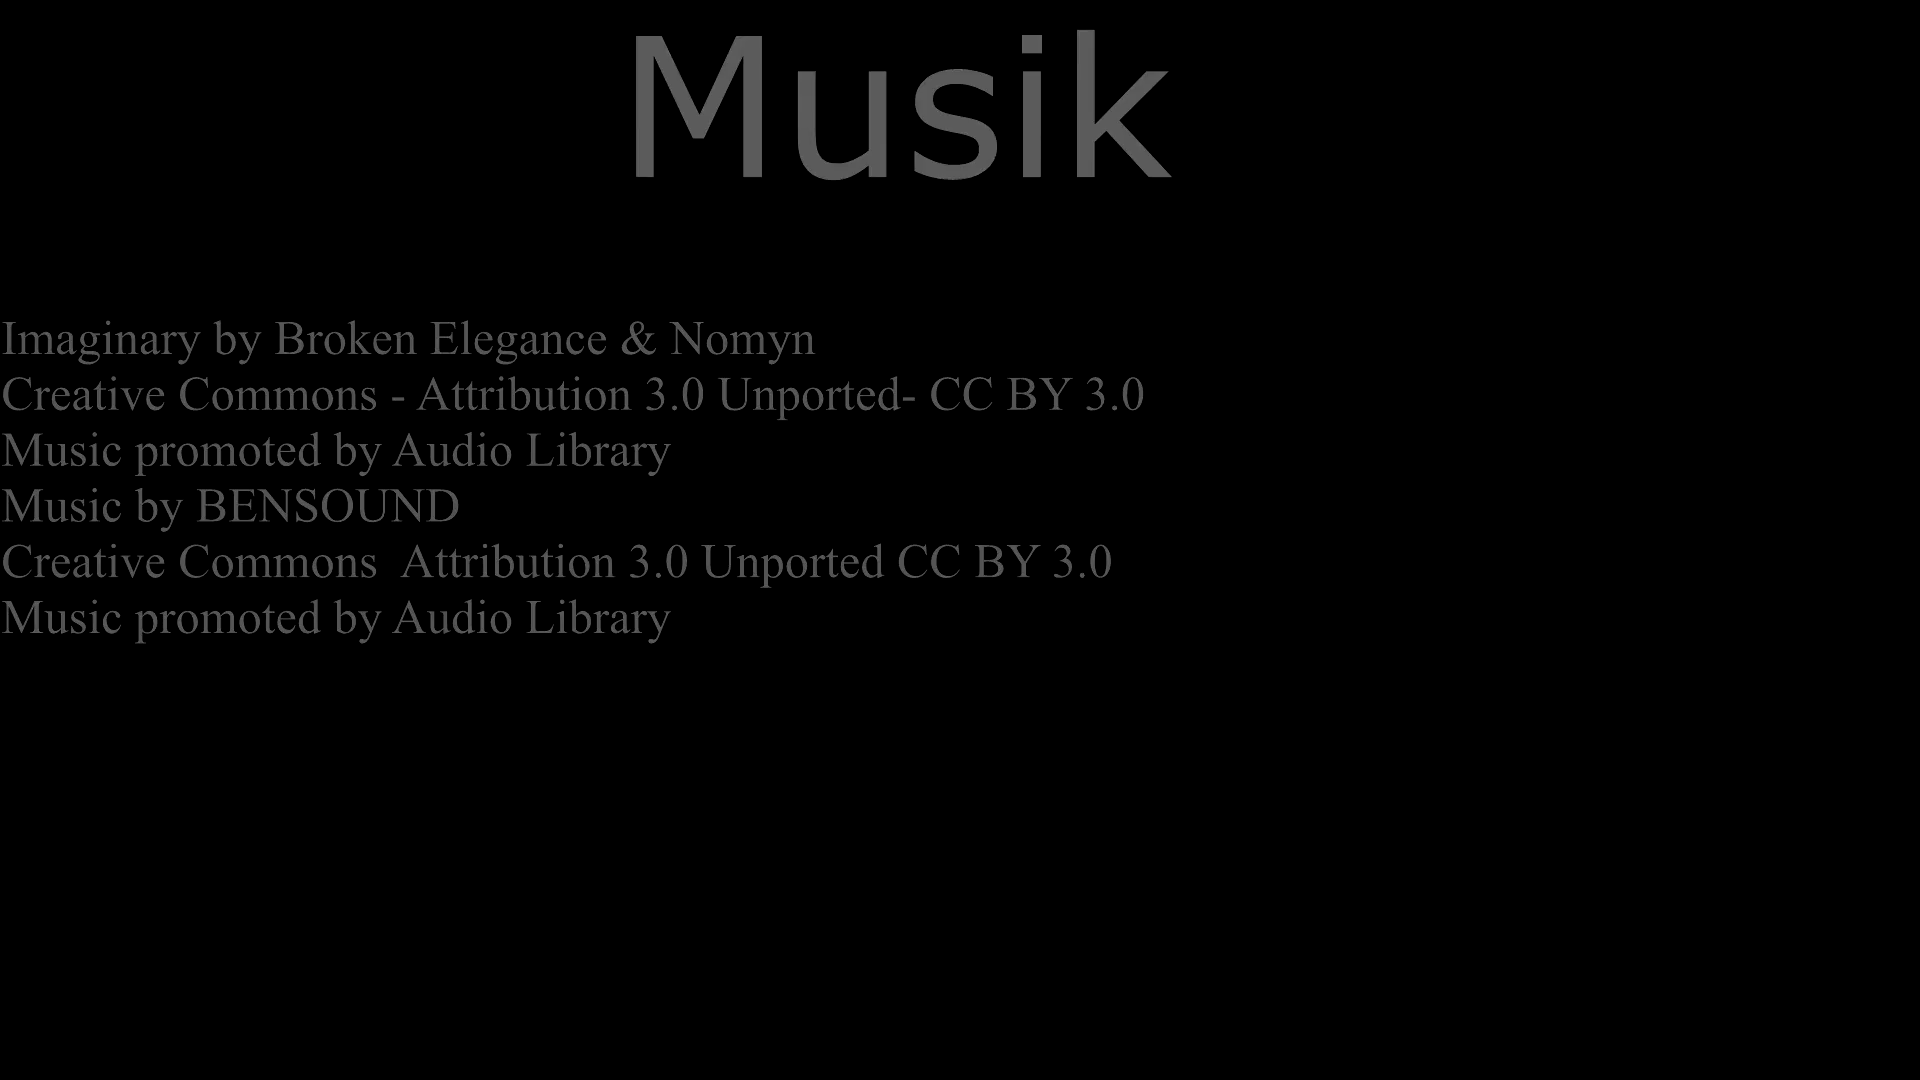 Musik
Imaginary by Broken Elegance & Nomyn
Creative Commons - Attribution 3.0 Unported- CC BY 3.0
Music promoted by Audio Library
Music by BENSOUND
Creative Commons  Attribution 3.0 Unported CC BY 3.0
Music promoted by Audio Library